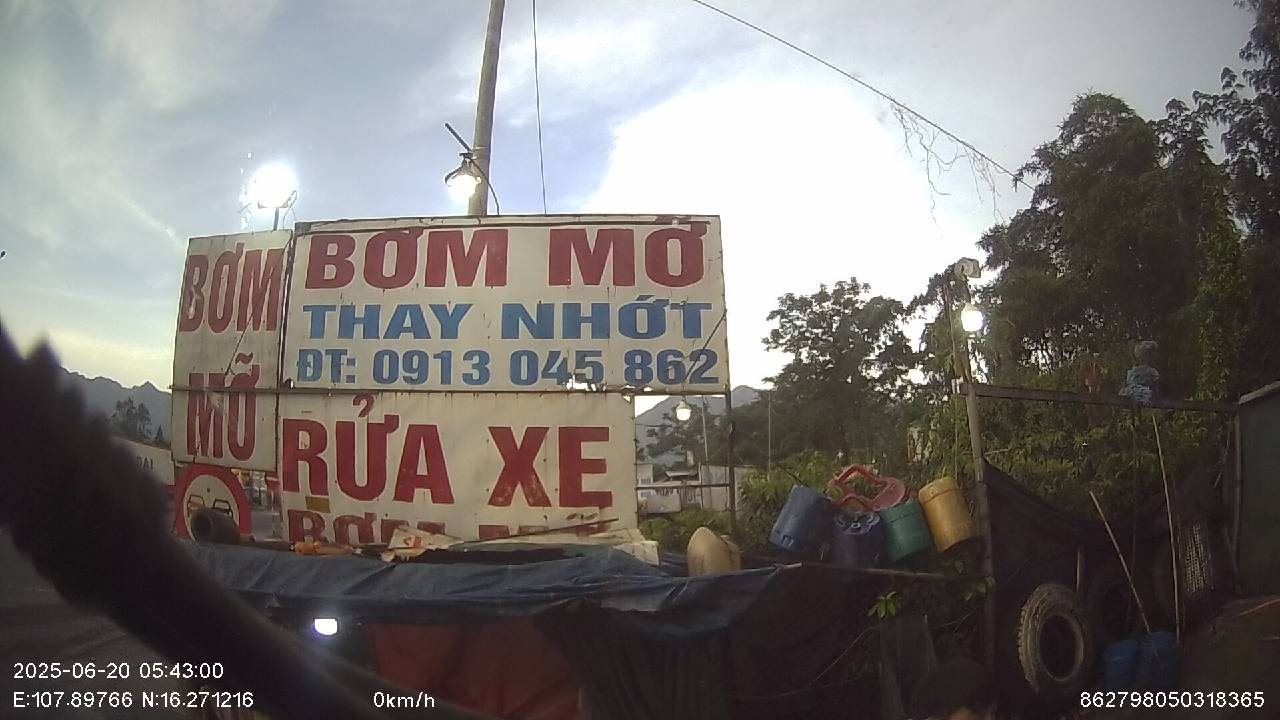 BƠM
MỠ
BƠM MỠ
THAY NHỚT
ĐT: 0913 045 862
RỬA XE
2025-06-20 05:43:00
E:107.89766 N:16.271216
0km/h
862798050318365